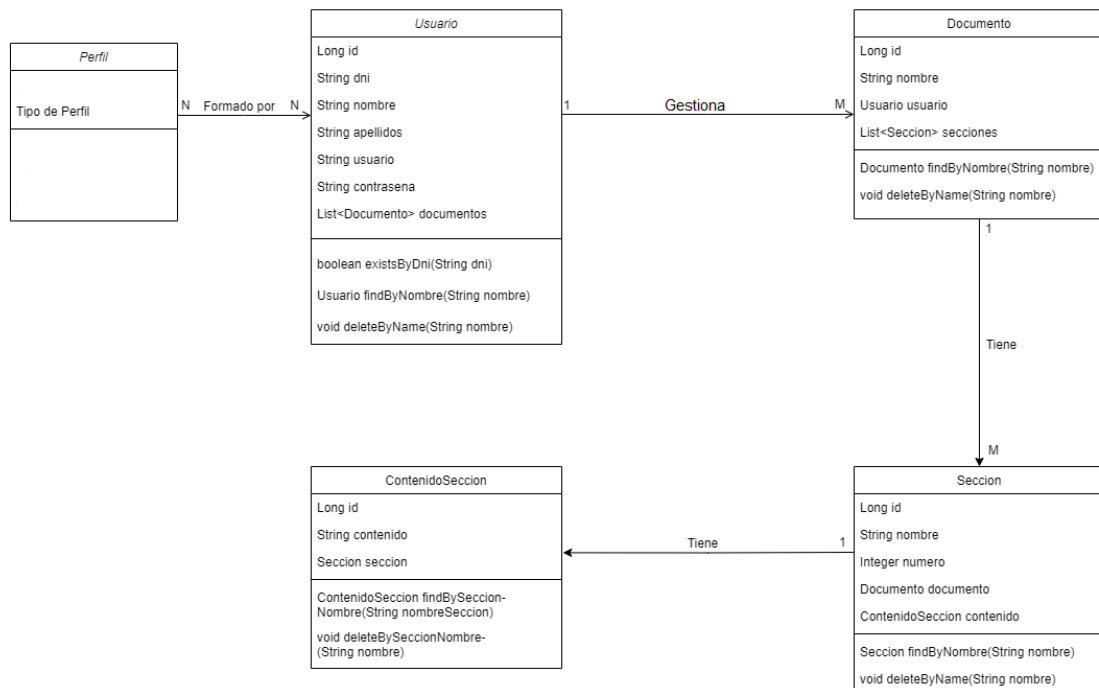 Perfil
Tipo de Perfil
N
Formado por
N
Usuario
Long id
String dni
String nombre
String apellidos
String usuario
String contrasena
List<Documento> documentos
boolean existsByDni(String dni)
Usuario findByNombre(String nombre)
void deleteByName(String nombre)
1
Gestiona
M
Documento
Long id
String nombre
Usuario usuario
List<Seccion> secciones
Documento findByNombre(String nombre)
void deleteByName(String nombre)
1
Tiene
M
Seccion
Long id
String nombre
Integer numero
Documento documento
ContenidoSeccion contenido
Seccion findByNombre(String nombre)
void deleteByName(String nombre)
1
Tiene
ContenidoSeccion
Long id
String contenido
Seccion seccion
ContenidoSeccion findBySeccion-
Nombre(String nombreSeccion)
void deleteBySeccionNombre-
(String nombre)